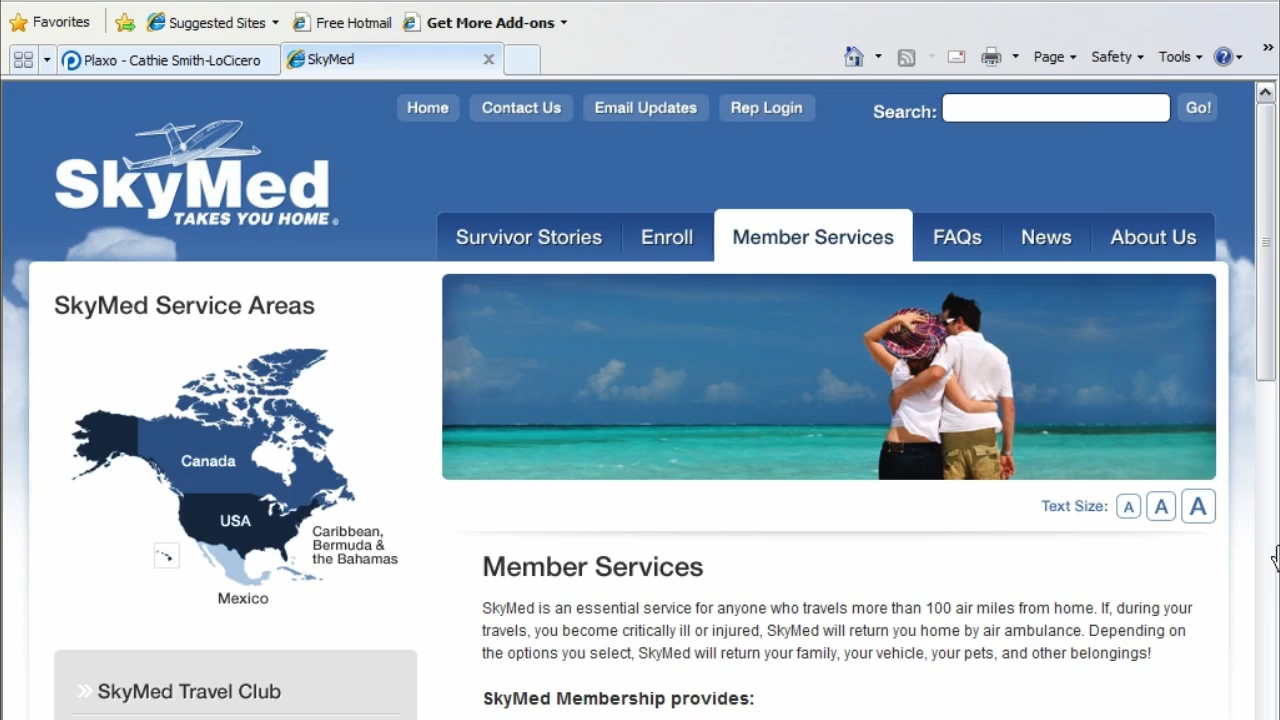 Favorites
Suggested Sites
Free Hotmail
Get More Add-ons
Plaxo - Cathie Smith-LoCicero
SkyMed
Page
Safety
Tools
Home
Contact Us
Email Updates
Rep Login
Search:
Go!
SkyMed
TAKES YOU HOME®
Survivor Stories
Enroll
Member Services
FAQs
News
About Us
SkyMed Service Areas
Canada
USA
Caribbean,
Bermuda &
the Bahamas
Mexico
SkyMed Travel Club
Text Size: A A A
Member Services
SkyMed is an essential service for anyone who travels more than 100 air miles from home. If, during your
travels, you become critically ill or injured, SkyMed will return you home by air ambulance. Depending on
the options you select, SkyMed will return your family, your vehicle, your pets, and other belongings!
SkyMed Membership provides: